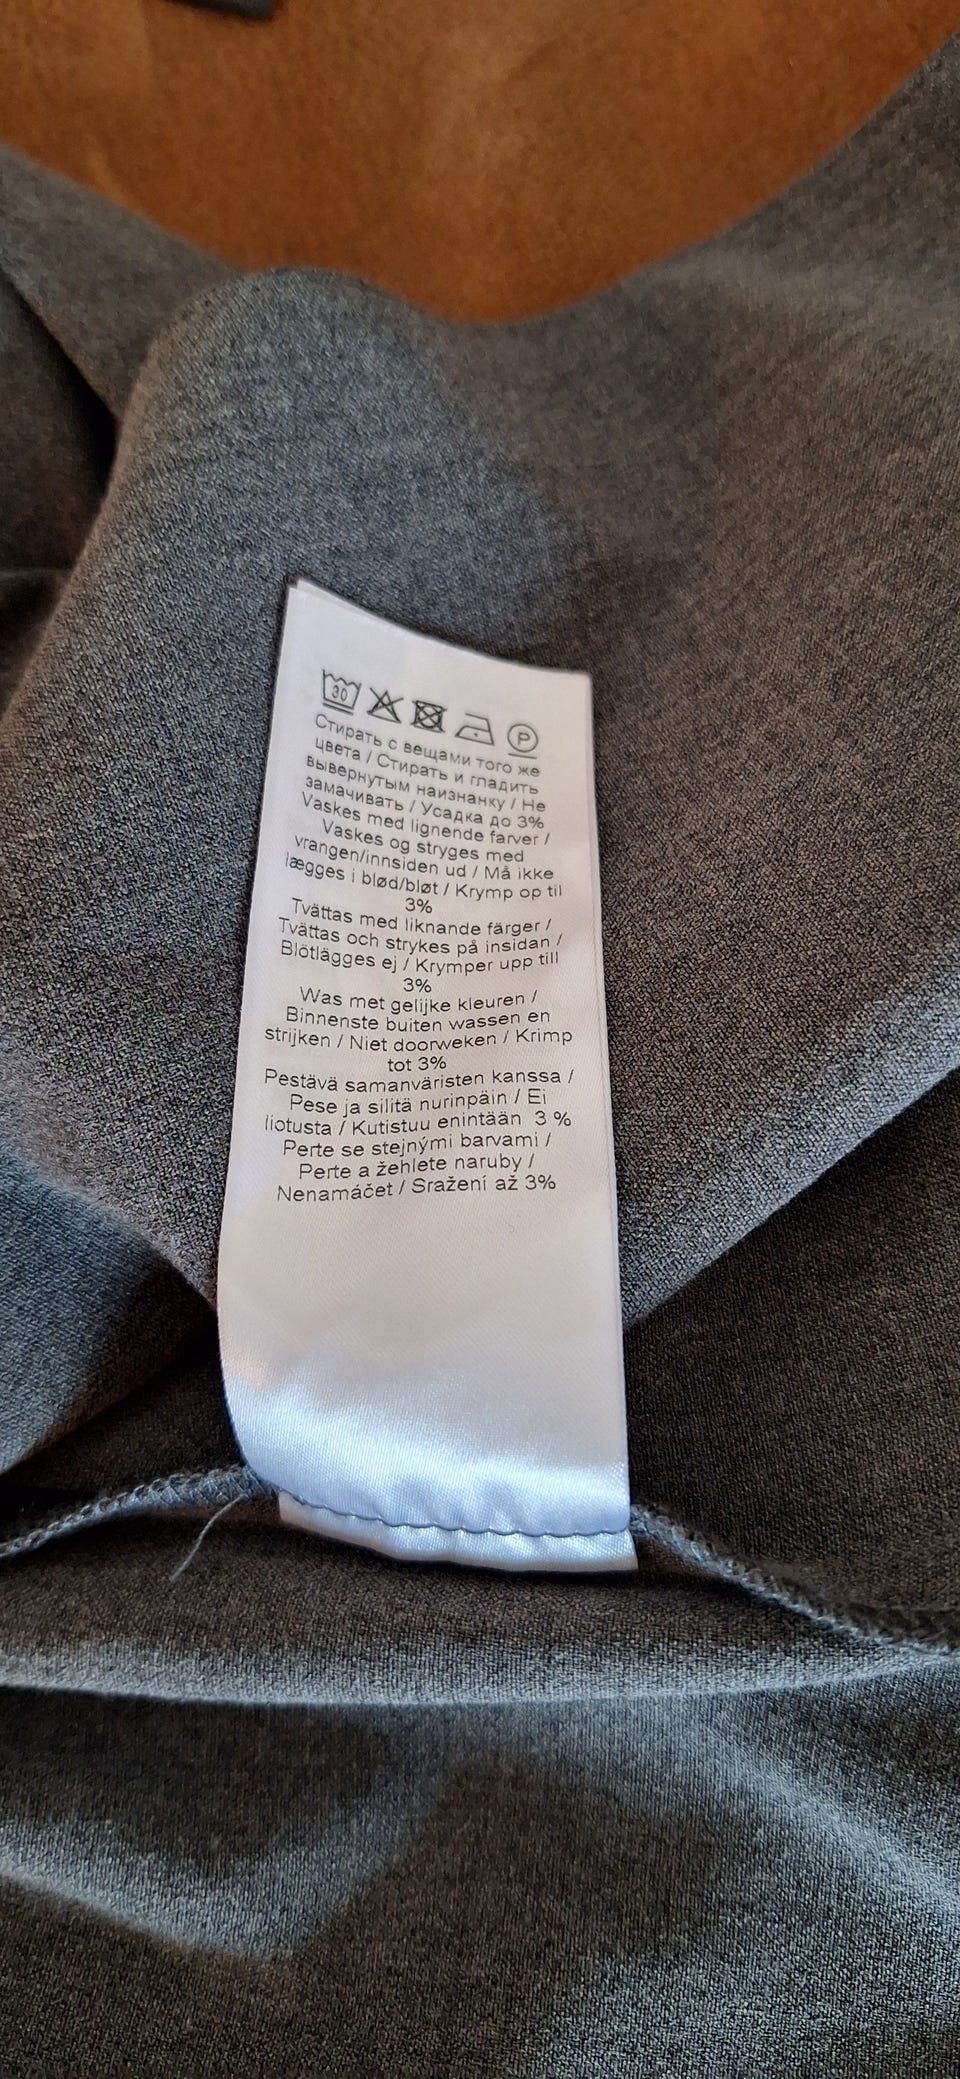 30
P
Стирать с вещами того же
цвета / Стирать и гладить
вывернутым наизнанку / Не
замачивать / Усадка до 3%
Vaskes med lignende farver /
Vaskes og stryges med
vrangen/innsiden ud / Må ikke
lægges i blød/bløt / Krymp op til
3%
Tvättas med liknande färger /
Tvättas och strykes på insidan /
Blötlägges ej / Krymper upp till
3%
Was met gelijke kleuren /
Binnenste buiten wassen en
strijken / Niet doorweken / Krimp
tot 3%
Pestävä samanväristen kanssa /
Pese ja silitä nurinpäin / Ei
liotusta / Kutistuu enintään 3 %
Perte se stejnými barvami /
Perte a žehlete naruby /
Nenamáčet / Sražení až 3%